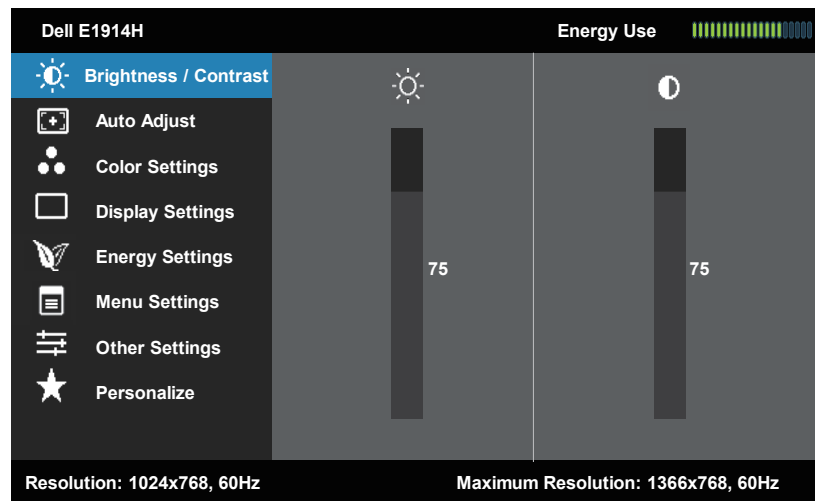 Dell E1914H Energy Use
Brightness / Contrast
Auto Adjust
Color Settings
Display Settings
Energy Settings
75 75
Menu Settings
Other Settings
Personalize
Resolution: 1024x768, 60Hz Maximum Resolution: 1366x768, 60Hz